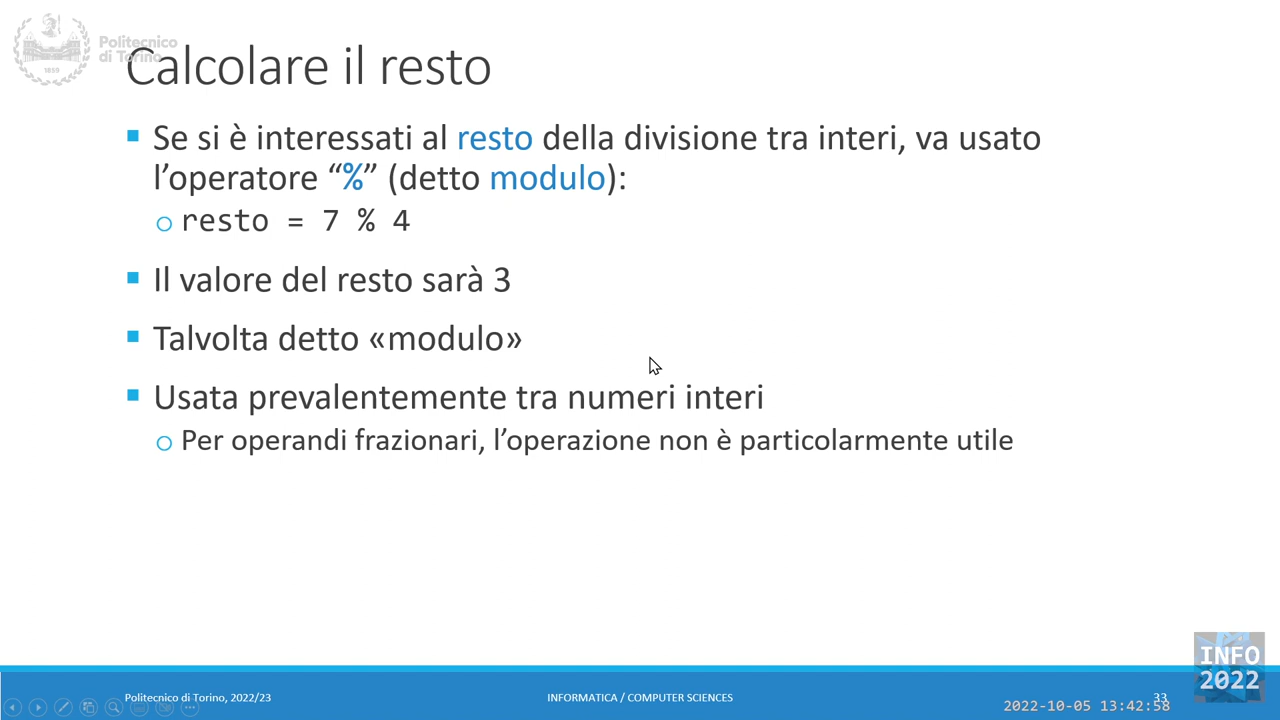 Politecnico
di Torino
1859
Calcolare il resto
Se si è interessati al resto della divisione tra interi, va usato
l’operatore “%” (detto modulo):
resto = 7 % 4
Il valore del resto sarà 3
Talvolta detto «modulo»
Usata prevalentemente tra numeri interi
Per operandi frazionari, l’operazione non è particolarmente utile
INFO
2022
Politecnico di Torino, 2022/23
INFORMATICA / COMPUTER SCIENCES
33
2022-10-05 13:42:58